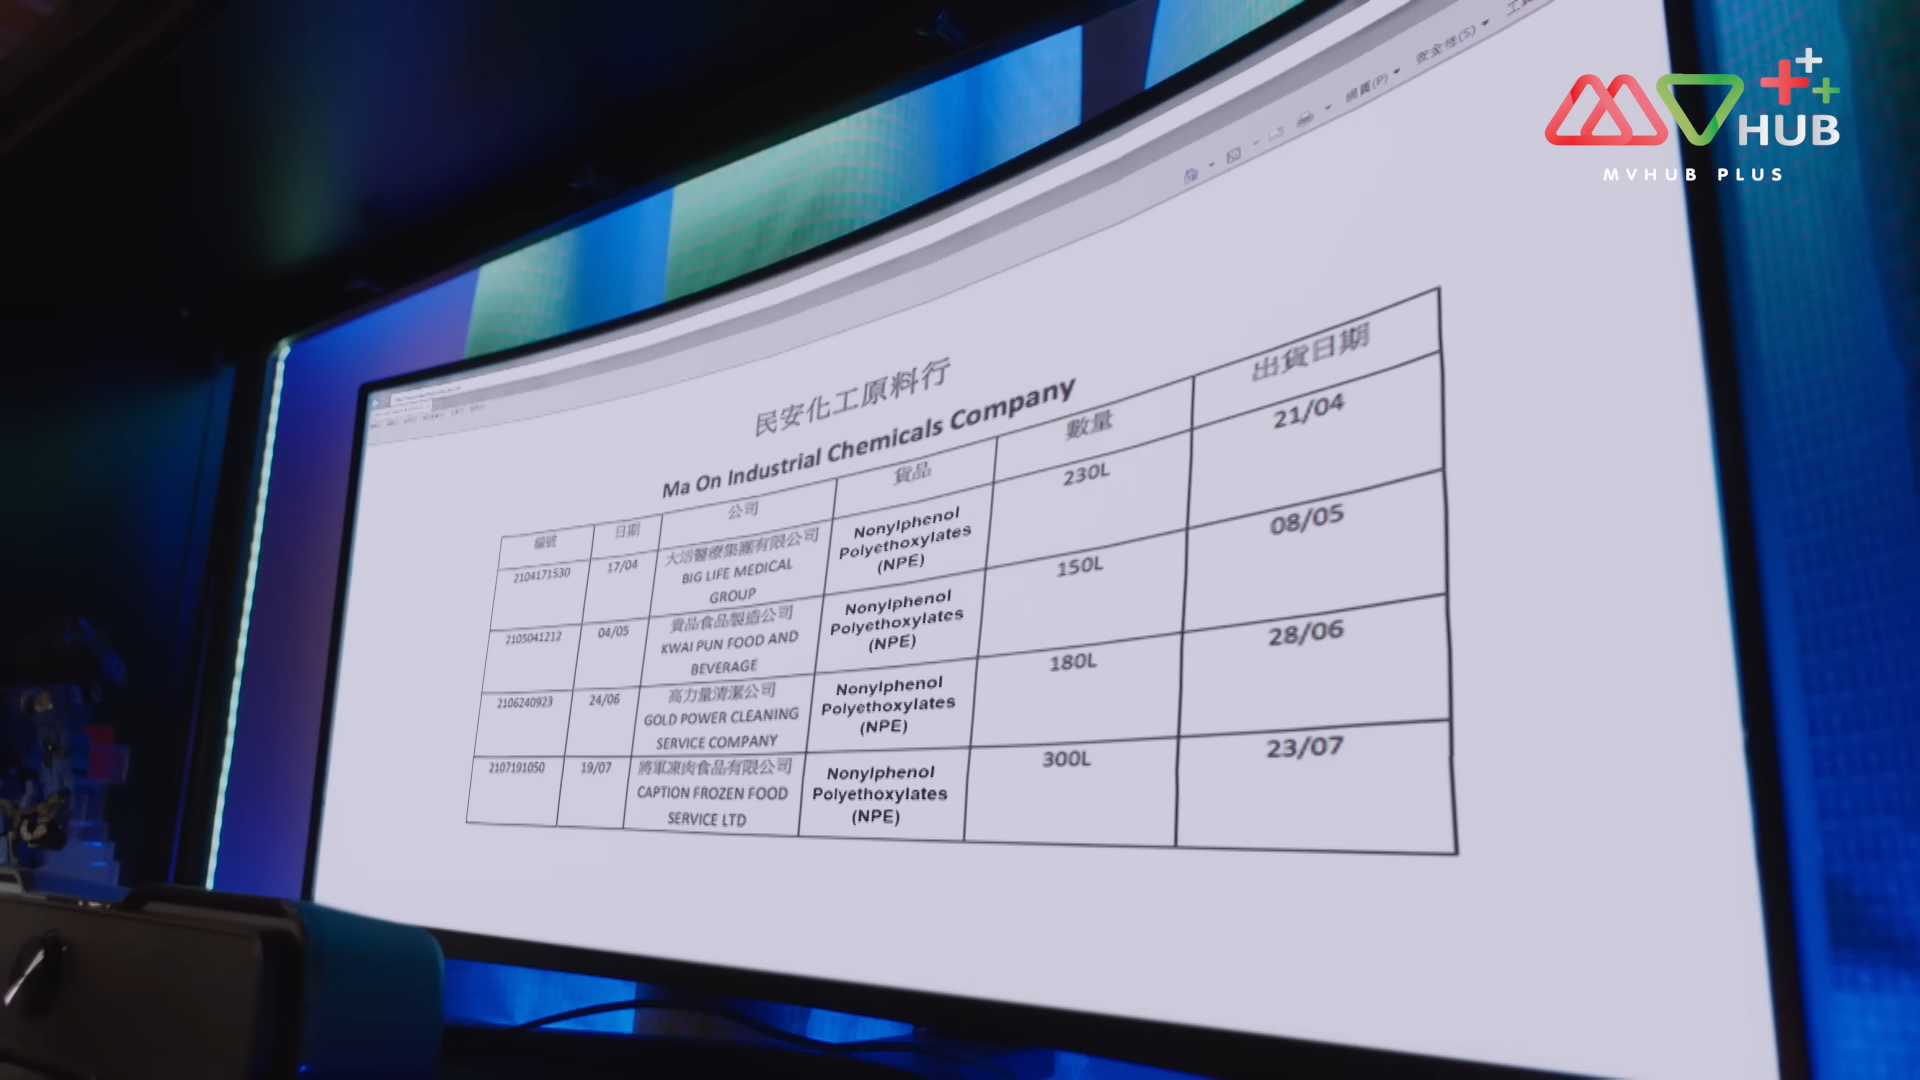 HUB
MVHUB PLUS
網頁(P)
安全性(S)
民安化工原料行
Ma On Industrial Chemicals Company
編號 日期 公司 貨品 數量 出貨日期
2104171530 17/04 大活醫療集團有限公司 Nonylphenol 230L 21/04
BIG LIFE MEDICAL Polyethoxylates
GROUP (NPE)
2105041212 04/05 貴品食品製造公司 Nonylphenol 150L 08/05
KWAI PUN FOOD AND Polyethoxylates
BEVERAGE (NPE)
2106240923 24/06 高力量清潔公司 Nonylphenol 180L 28/06
GOLD POWER CLEANING Polyethoxylates
SERVICE COMPANY (NPE)
2107191050 19/07 將軍凍肉食品有限公司 Nonylphenol 300L 23/07
CAPTION FROZEN FOOD Polyethoxylates
SERVICE LTD (NPE)